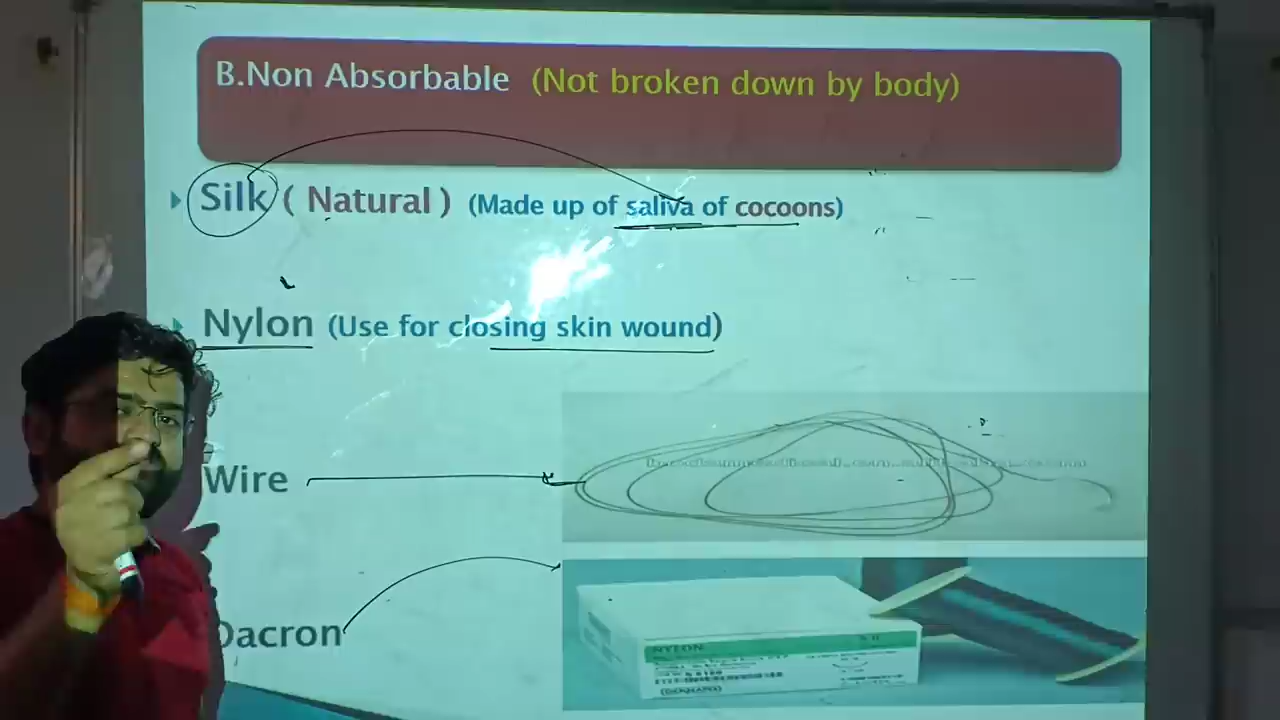 B.Non Absorbable (Not broken down by body)
Silk ( Natural ) (Made up of saliva of cocoons)
Nylon (Use for closing skin wound)
Wire
Dacron
NYLON